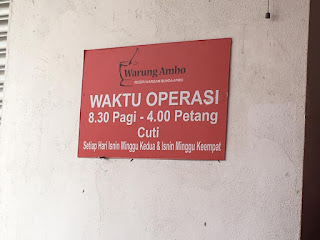 Warung Ambo
WAKTU OPERASI
8.30 Pagi - 4.00 Petang
Cuti
Setiap Hari Isnin Minggu Kedua & Isnin Minggu Keempat